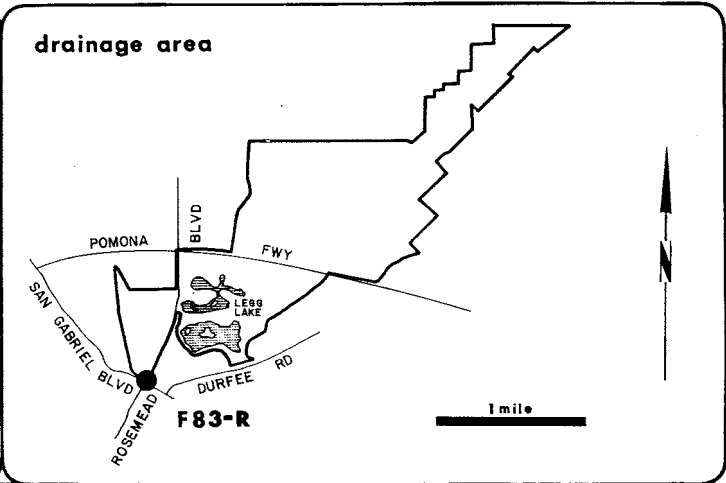 drainage area
BLVD
POMONA
FWY
N
LEGG
LAKE
SAN GABRIEL BLVD
DURFEE RD
F83-R
ROSEMEAD
1 mile